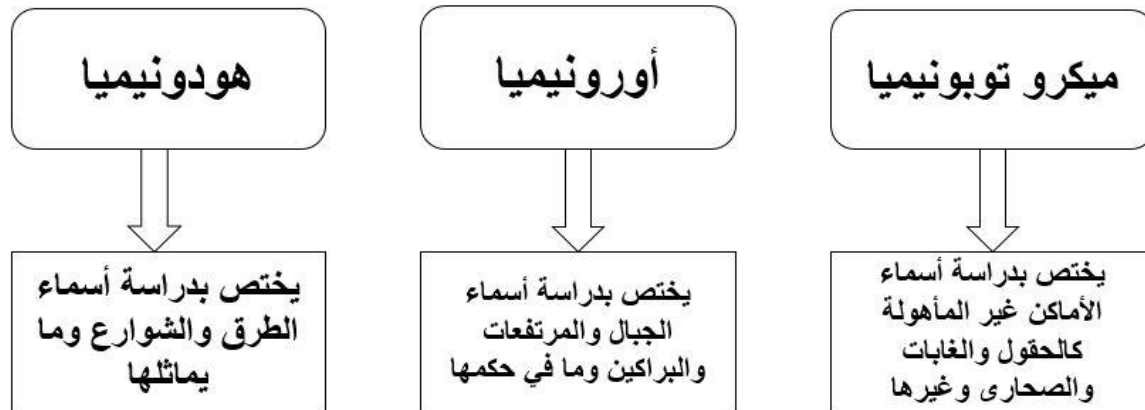 ميكرو توبونيميا
يختص بدراسة أسماء
الأماكن غير المأهولة
كالحقول والغابات
والصحارى وغيرها
أورونيميا
يختص بدراسة أسماء
الجبال والمرتفعات
والبراكين وما في حكمها
هودونيميا
يختص بدراسة أسماء
الطرق والشوارع وما
يماثلها